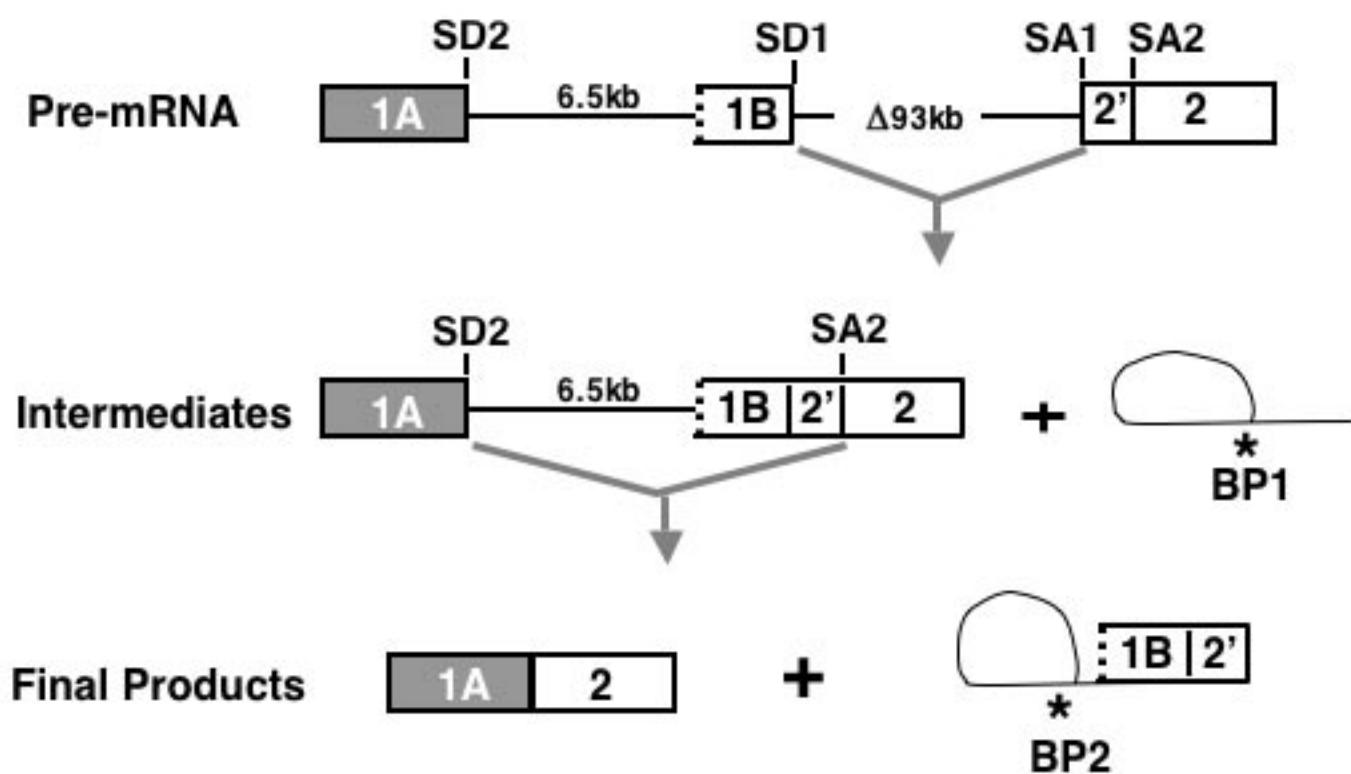 SD2 SD1 SA1 SA2
Pre-mRNA 1A 6.5kb 1B Δ93kb 2' 2
SD2 SA2
Intermediates 1A 6.5kb 1B 2' 2 +
* BP1
Final Products 1A 2 + 1B 2'
* BP2